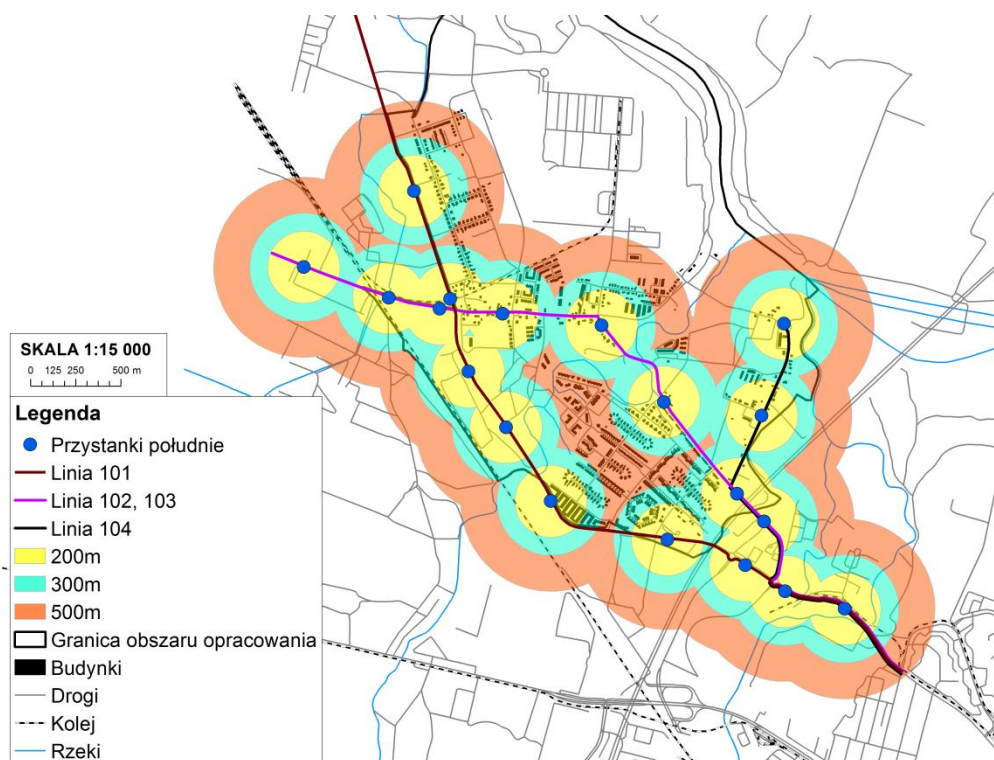 SKALA 1:15 000
0 125 250 500 m
Legenda
Przystanki południe
Linia 101
Linia 102, 103
Linia 104
200m
300m
500m
Granica obszaru opracowania
Budynki
Drogi
Kolej
Rzeki